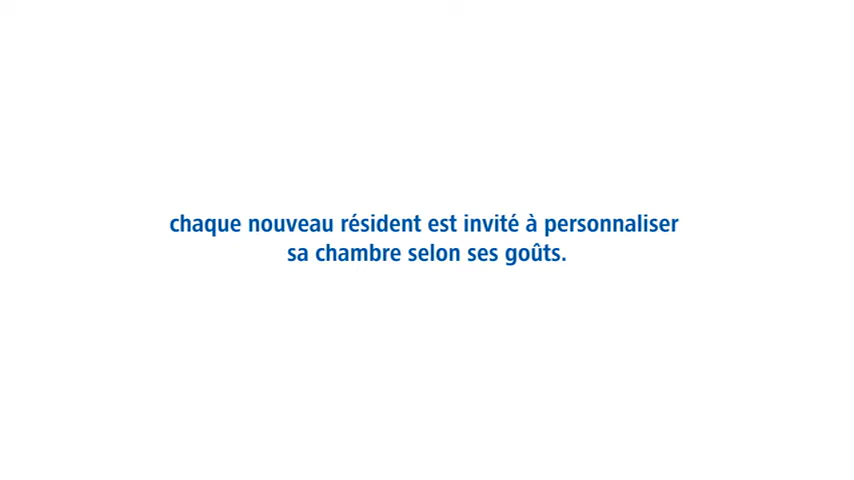 chaque nouveau résident est invité à personnaliser
sa chambre selon ses goûts.